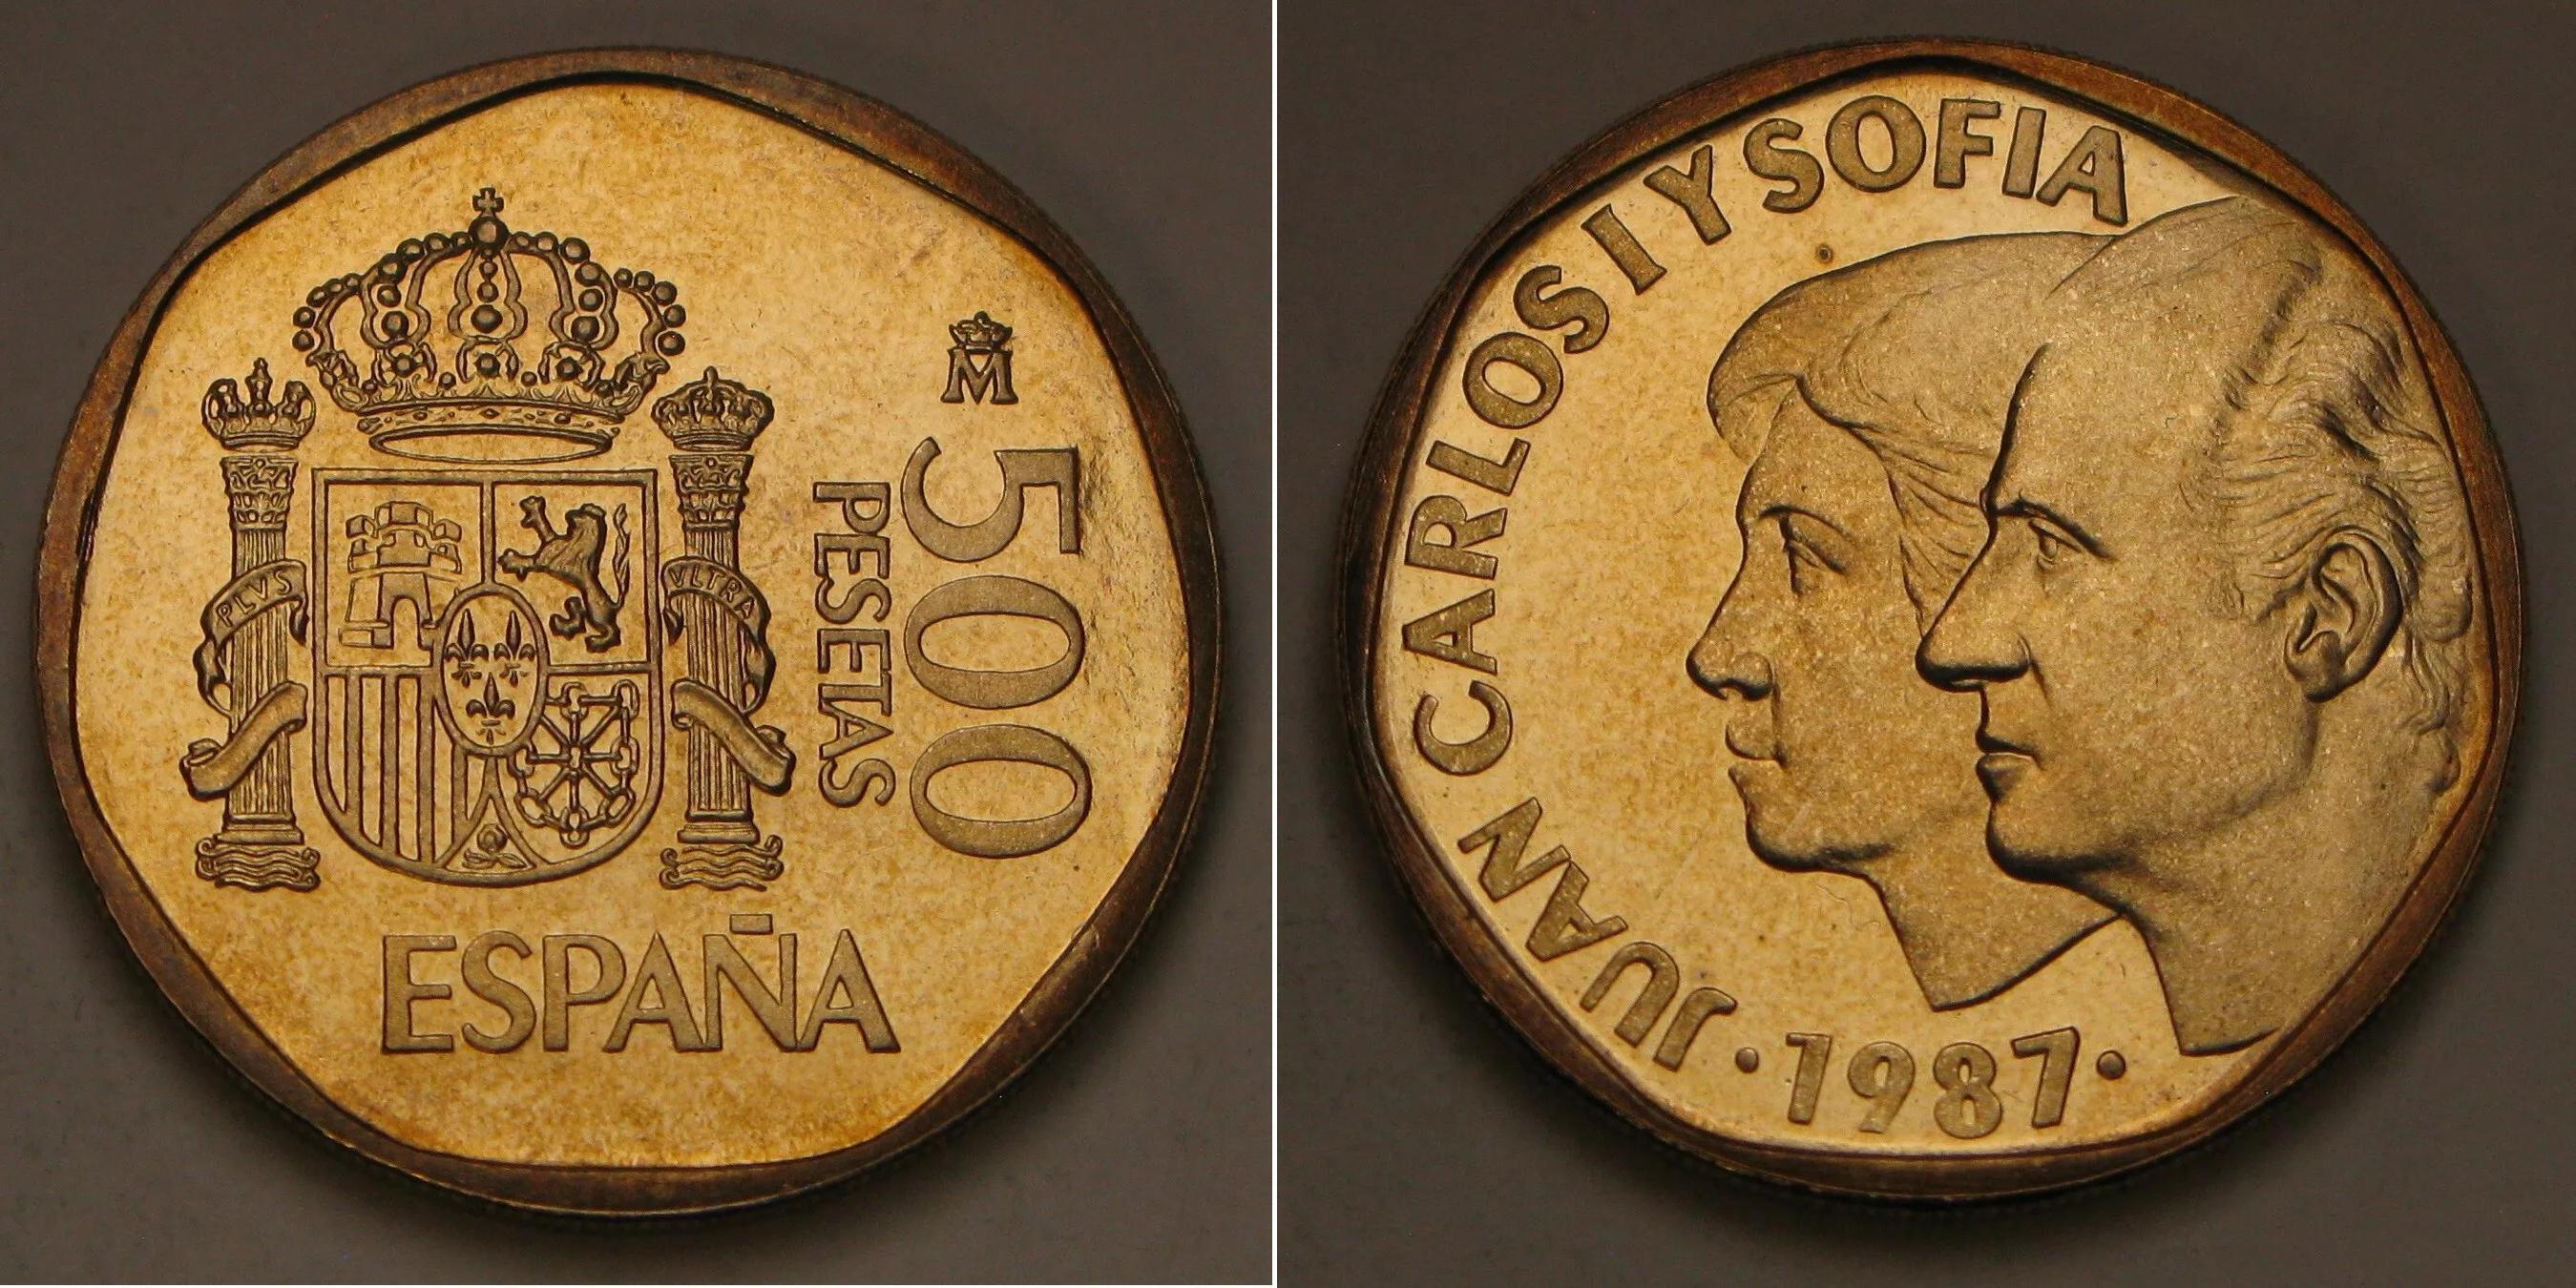 M
500
PESETAS
PLVS
VLTRA
ESPAÑA
JUAN CARLOS I Y SOFIA
· 1987 ·